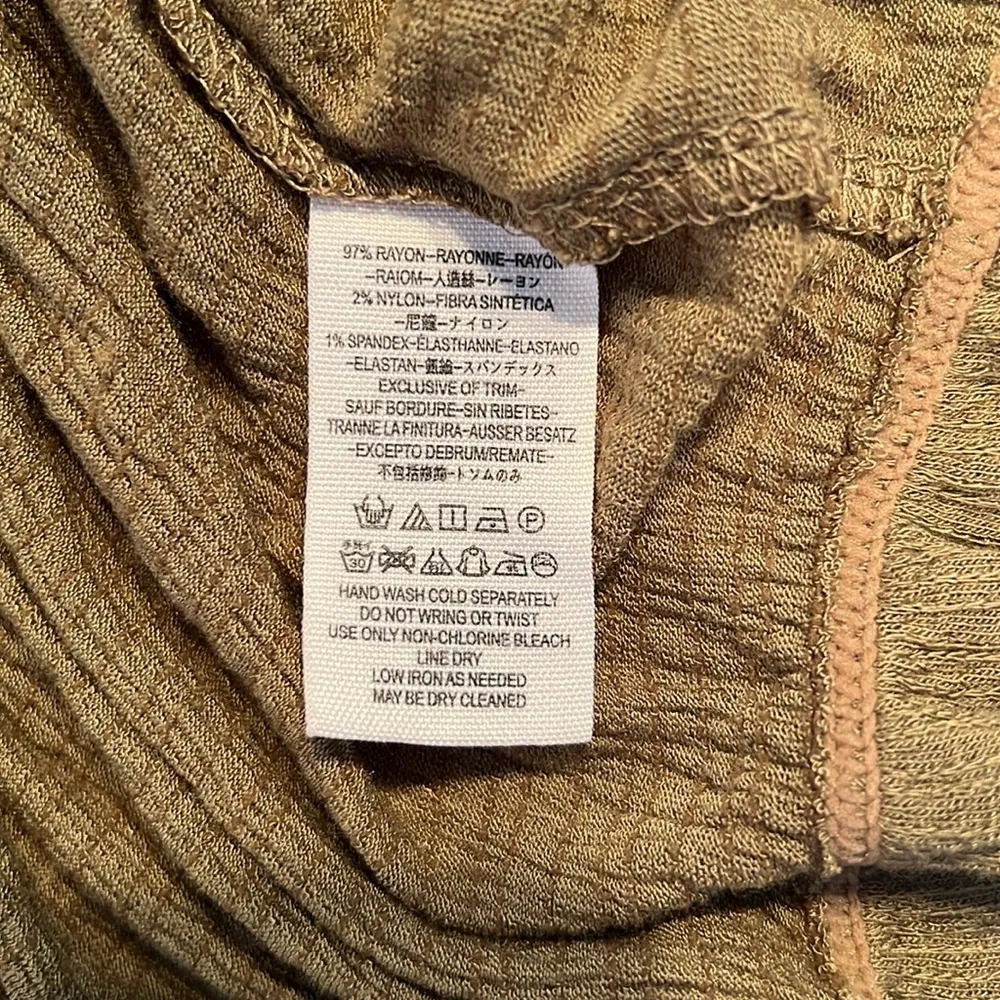 97% RAYON-RAYONNE-RAYÓN
-RAIOM-人造絲-レーヨン
2% NYLON-FIBRA SINTÉTICA
-尼龍-ナイロン
1% SPANDEX-ÉLASTHANNE-ELASTANO
-ELASTAN-氨綸-スパンデックス
EXCLUSIVE OF TRIM-
SAUF BORDURE-SIN RIBETES-
TRANNE LA FINITURA-AUSSER BESATZ
-EXCEPTO DEBRUM/REMATE-
不包括修飾-トソムのみ
P
30
HAND WASH COLD SEPARATELY
DO NOT WRING OR TWIST
USE ONLY NON-CHLORINE BLEACH
LINE DRY
LOW IRON AS NEEDED
MAY BE DRY CLEANED